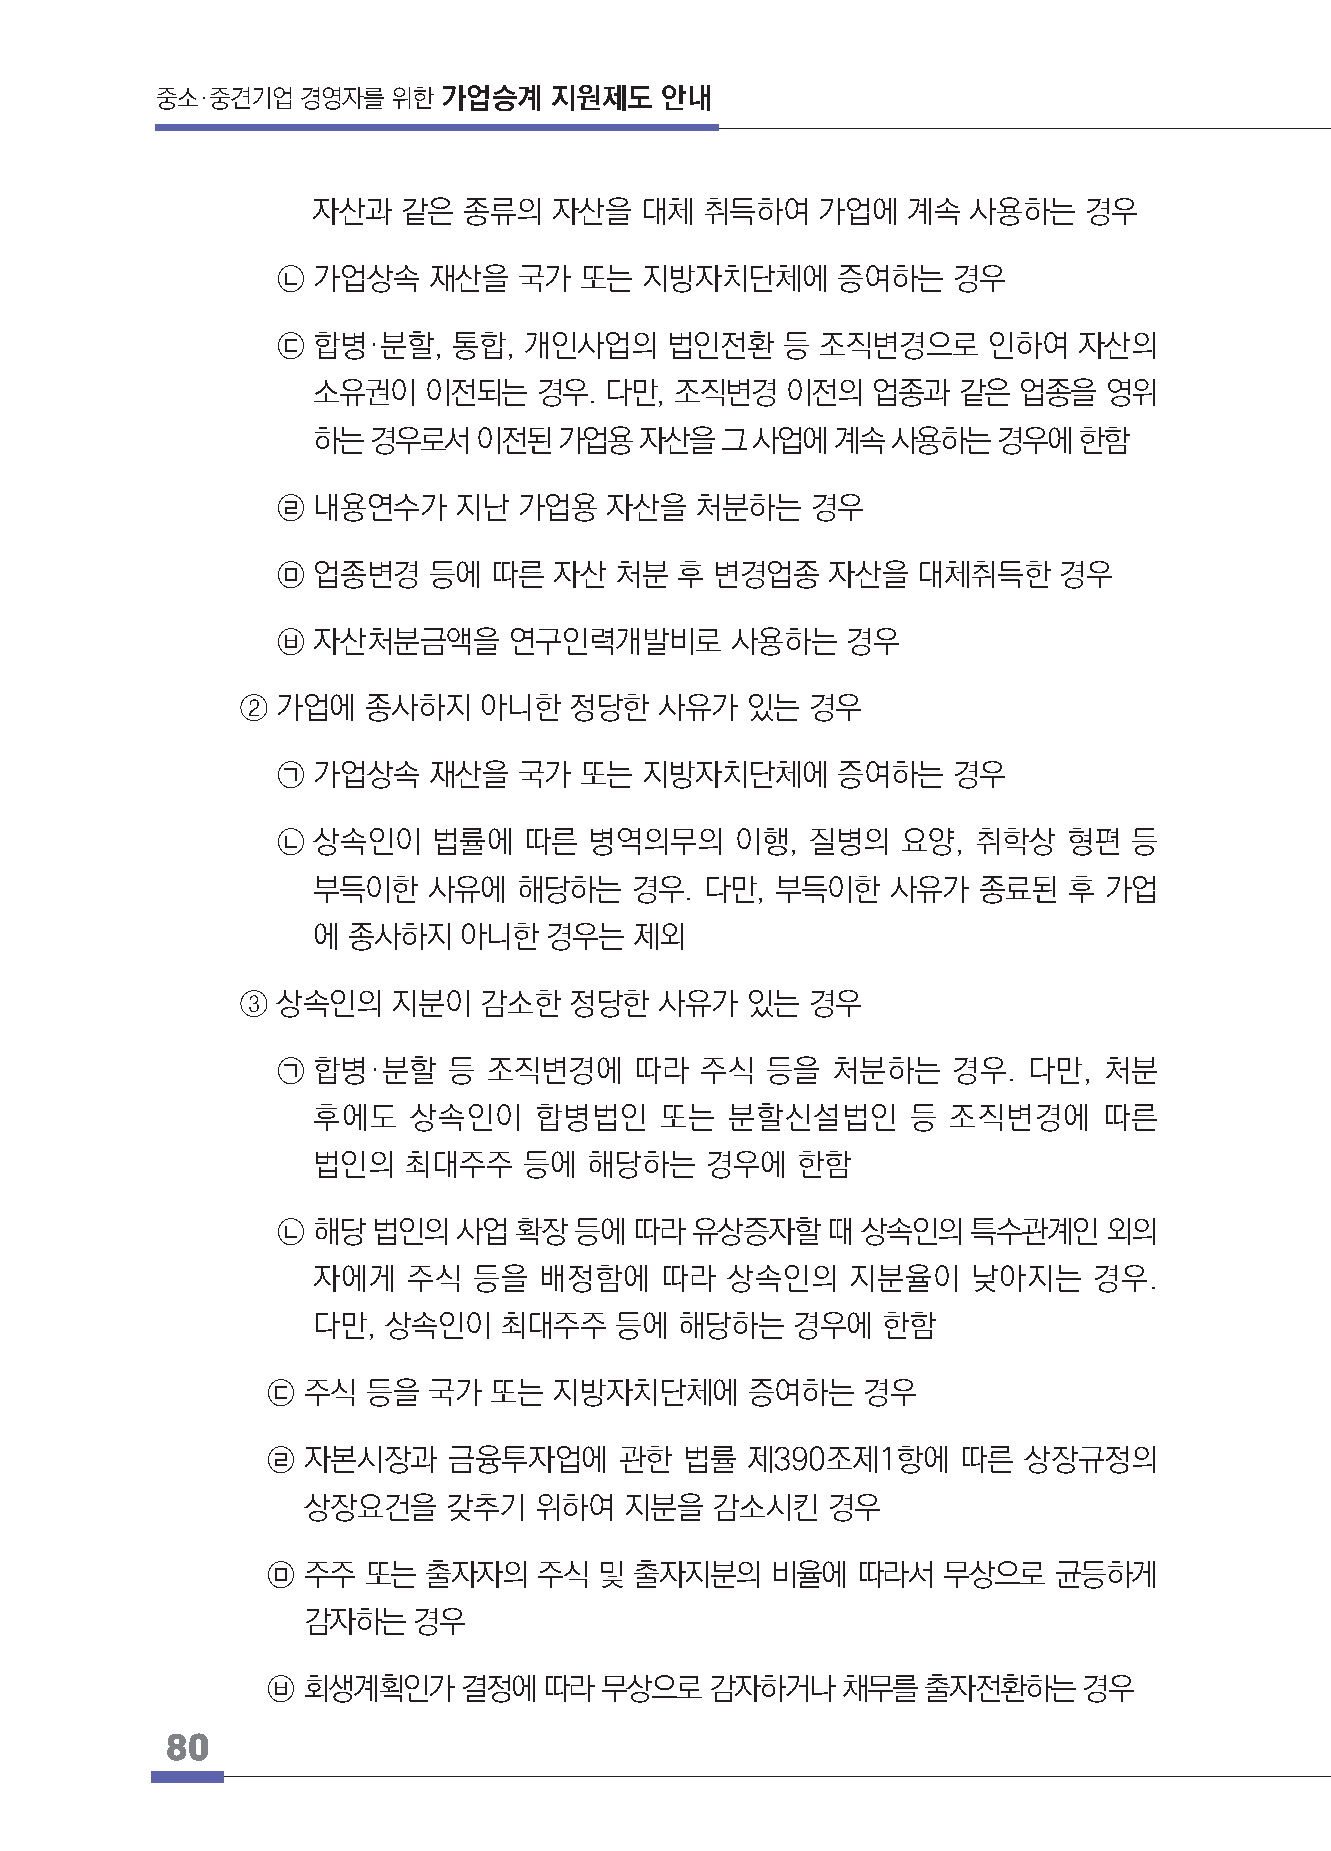 중소·중견기업 경영자를 위한 가업승계 지원제도 안내
자산과 같은 종류의 자산을 대체 취득하여 가업에 계속 사용하는 경우
㉡ 가업상속 재산을 국가 또는 지방자치단체에 증여하는 경우
㉢ 합병·분할, 통합, 개인사업의 법인전환 등 조직변경으로 인하여 자산의
소유권이 이전되는 경우. 다만, 조직변경 이전의 업종과 같은 업종을 영위
하는 경우로서 이전된 가업용 자산을 그 사업에 계속 사용하는 경우에 한함
㉣ 내용연수가 지난 가업용 자산을 처분하는 경우
㉤ 업종변경 등에 따른 자산 처분 후 변경업종 자산을 대체취득한 경우
㉥ 자산처분금액을 연구인력개발비로 사용하는 경우
② 가업에 종사하지 아니한 정당한 사유가 있는 경우
㉠ 가업상속 재산을 국가 또는 지방자치단체에 증여하는 경우
㉡ 상속인이 법률에 따른 병역의무의 이행, 질병의 요양, 취학상 형편 등
부득이한 사유에 해당하는 경우. 다만, 부득이한 사유가 종료된 후 가업
에 종사하지 아니한 경우는 제외
③ 상속인의 지분이 감소한 정당한 사유가 있는 경우
㉠ 합병·분할 등 조직변경에 따라 주식 등을 처분하는 경우. 다만, 처분
후에도 상속인이 합병법인 또는 분할신설법인 등 조직변경에 따른
법인의 최대주주 등에 해당하는 경우에 한함
㉡ 해당 법인의 사업 확장 등에 따라 유상증자할 때 상속인의 특수관계인 외의
자에게 주식 등을 배정함에 따라 상속인의 지분율이 낮아지는 경우.
다만, 상속인이 최대주주 등에 해당하는 경우에 한함
㉢ 주식 등을 국가 또는 지방자치단체에 증여하는 경우
㉣ 자본시장과 금융투자업에 관한 법률 제390조제1항에 따른 상장규정의
상장요건을 갖추기 위하여 지분을 감소시킨 경우
㉤ 주주 또는 출자자의 주식 및 출자지분의 비율에 따라서 무상으로 균등하게
감자하는 경우
㉥ 회생계획인가 결정에 따라 무상으로 감자하거나 채무를 출자전환하는 경우
80